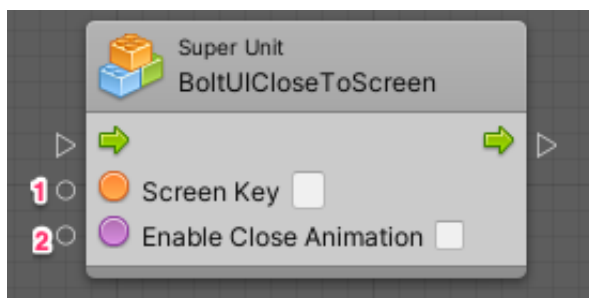 Super Unit
BoltUICloseToScreen
1 Screen Key
2 Enable Close Animation